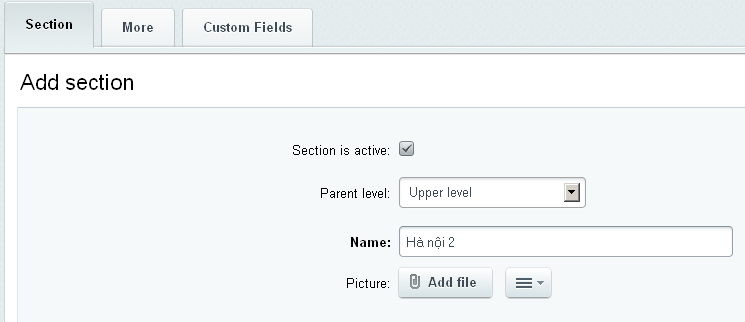 Section More Custom Fields
Add section
Section is active:
Parent level: Upper level
Name: Hà nội 2
Picture: Add file